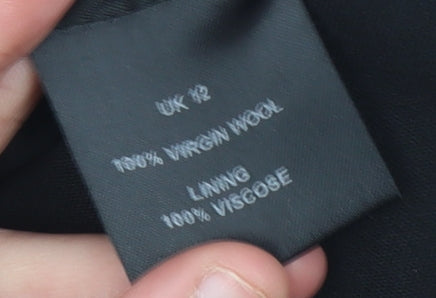 UK 12
100% VIRGIN WOOL
LINING
100% VISCOSE